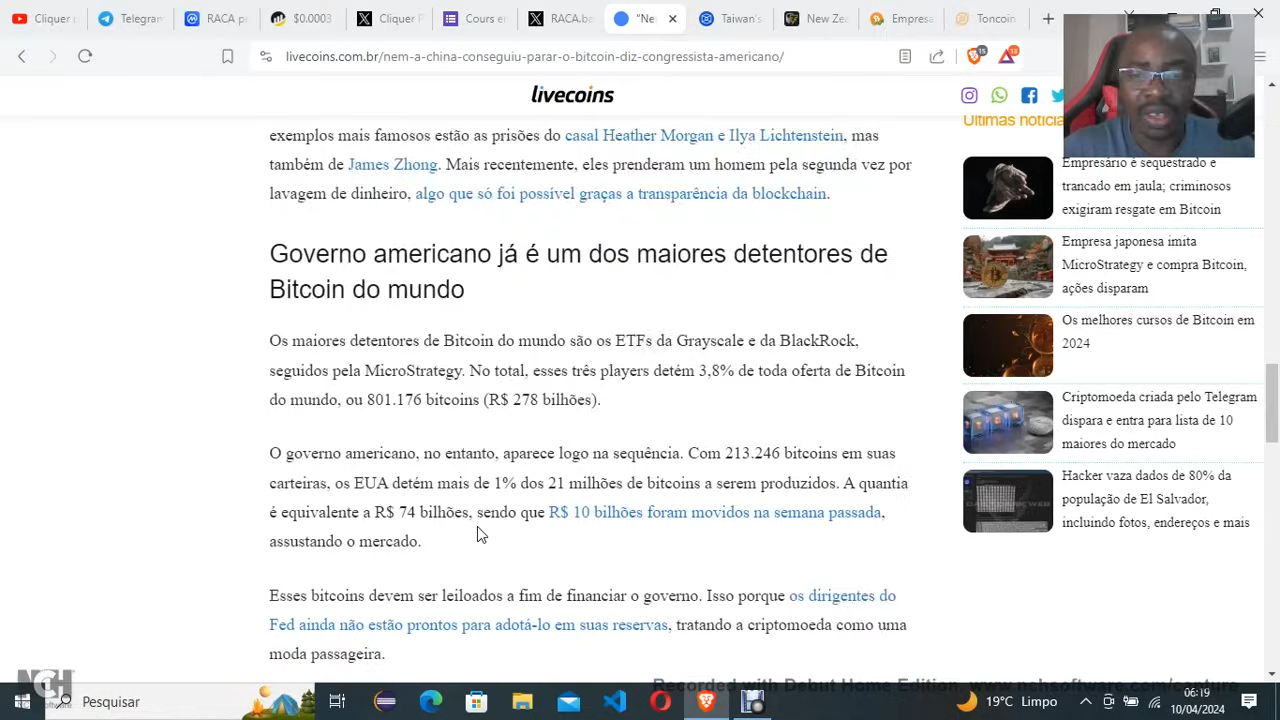 Cliquer
Telegram
RACA p
$0.0003
Cliquer P
Cours er
RACA.ba
"Ne
Taiwan's
New Zea
Empresa
Toncoin
livecoins.com.br/nem-a-china-conseguiu-parar-o-bitcoin-diz-congressista-americano/
15
13
livecoins
exemplos mais famosos estão as prisões do casal Heather Morgan e Ilya Lichtenstein, mas
também de James Zhong. Mais recentemente, eles prenderam um homem pela segunda vez por
lavagem de dinheiro, algo que só foi possível graças a transparência da blockchain.
Governo americano já é um dos maiores detentores de
Bitcoin do mundo
Os maiores detentores de Bitcoin do mundo são os ETFs da Grayscale e da BlackRock,
seguidos pela MicroStrategy. No total, esses três players detém 3,8% de toda oferta de Bitcoin
do mundo, ou 801.176 bitcoins (R$ 278 bilhões).
O governo americano, no entanto, aparece logo na sequência. Com 213.246 bitcoins em suas
carteiras, os EUA detém mais de 1% dos 21 milhões de bitcoins a serem produzidos. A quantia
é equivalente a R$ 74 bilhões, sendo que R$ 10 bilhões foram movidos na semana passada,
assustando o mercado.
Esses bitcoins devem ser leiloados a fim de financiar o governo. Isso porque os dirigentes do
Fed ainda não estão prontos para adotá-lo em suas reservas, tratando a criptomoeda como uma
moda passageira.
Últimas notícia
Empresário é sequestrado e
trancado em jaula; criminosos
exigiram resgate em Bitcoin
Empresa japonesa imita
MicroStrategy e compra Bitcoin,
ações disparam
Os melhores cursos de Bitcoin em
2024
Criptomoeda criada pelo Telegram
dispara e entra para lista de 10
maiores do mercado
Hacker vaza dados de 80% da
população de El Salvador,
incluindo fotos, endereços e mais
NCH
Software
Recorded with Debut Home Edition. www.nchsoftware.com/capture
Pesquisar
19°C Limpo
06:19
10/04/2024